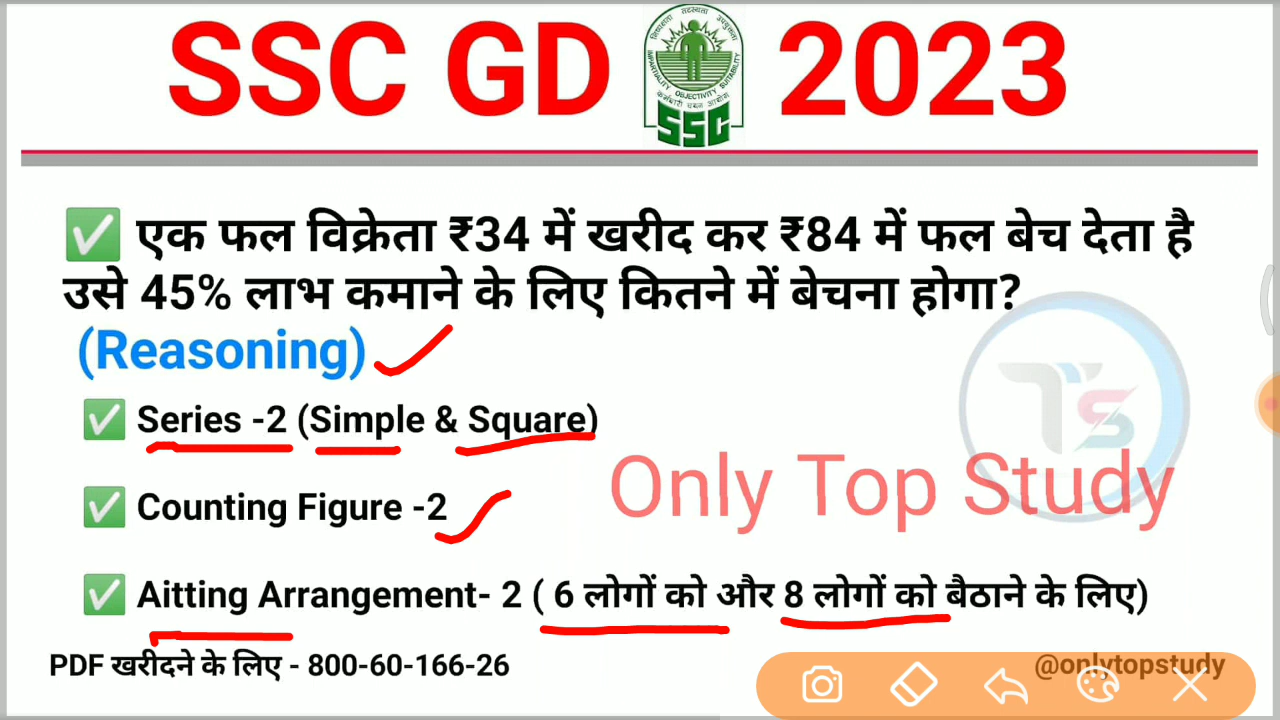 SSC GD 2023
SSC
✅ एक फल विक्रेता ₹34 में खरीद कर ₹84 में फल बेच देता है
उसे 45% लाभ कमाने के लिए कितने में बेचना होगा?
(Reasoning)
✅ Series -2 (Simple & Square)
✅ Counting Figure -2
Only Top Study
✅ Aitting Arrangement- 2 ( 6 लोगों को और 8 लोगों को बैठाने के लिए)
PDF खरीदने के लिए - 800-60-166-26
@onlytopstudy
TS